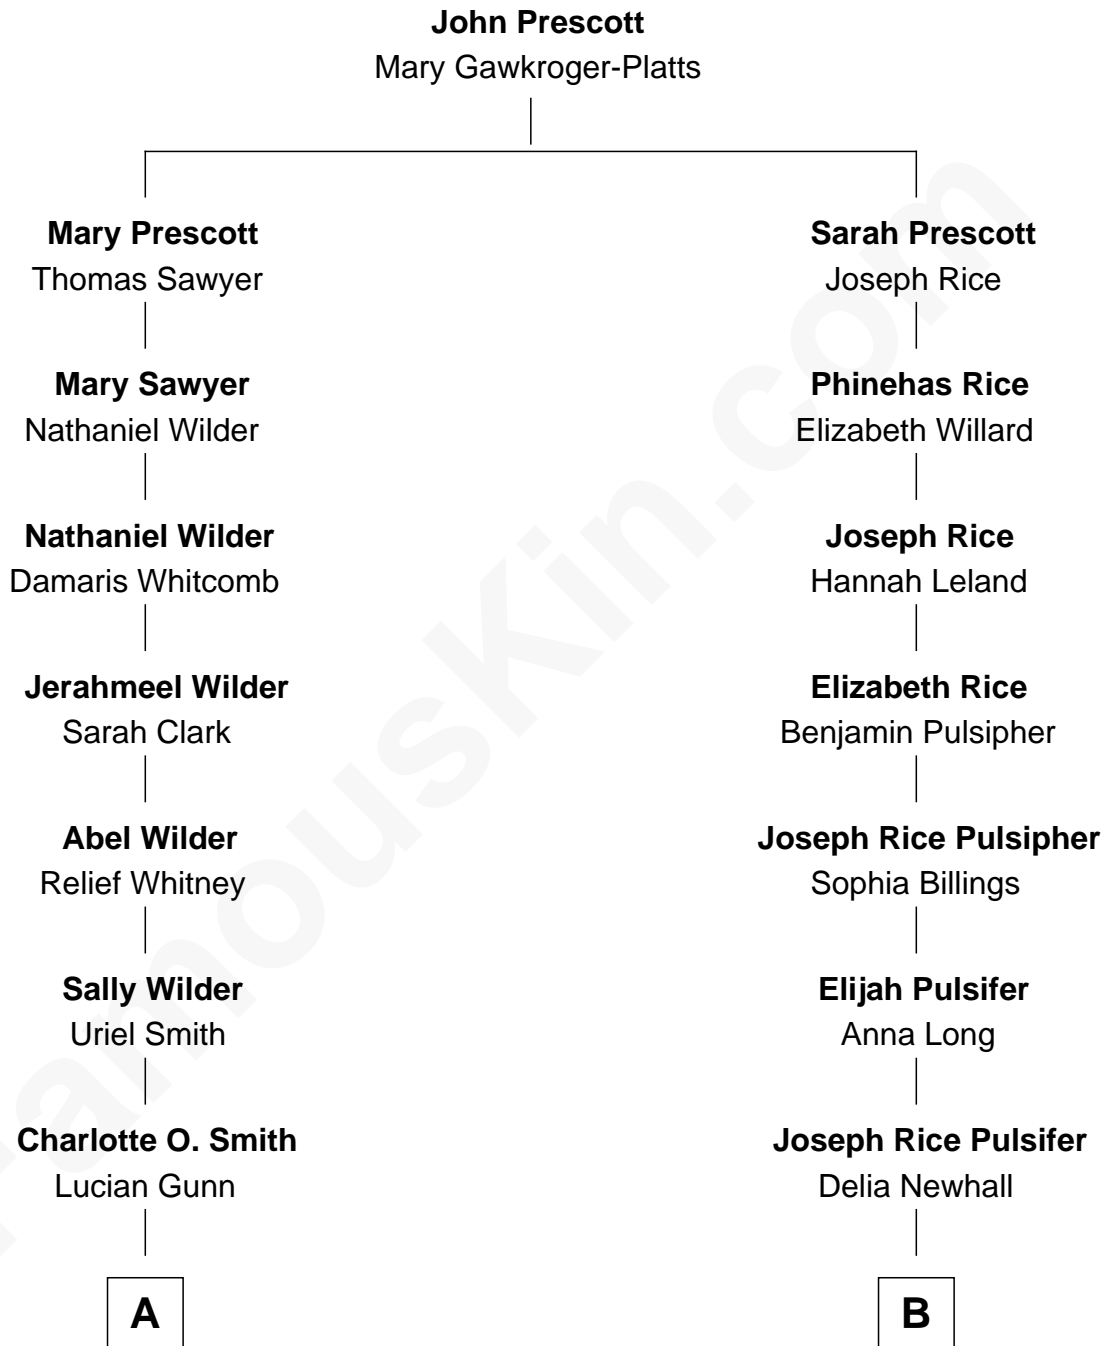 John Prescott
Mary Gawkroger-Platts
Mary Prescott
Thomas Sawyer
Sarah Prescott
Joseph Rice
Mary Sawyer
Nathaniel Wilder
Phinehas Rice
Elizabeth Willard
Nathaniel Wilder
Damaris Whitcomb
Joseph Rice
Hannah Leland
Jerahmeel Wilder
Sarah Clark
Elizabeth Rice
Benjamin Pulsipher
Abel Wilder
Relief Whitney
Joseph Rice Pulsipher
Sophia Billings
Sally Wilder
Uriel Smith
Elijah Pulsifer
Anna Long
Charlotte O. Smith
Lucian Gunn
Joseph Rice Pulsifer
Delia Newhall
A
B
FamousKin.com